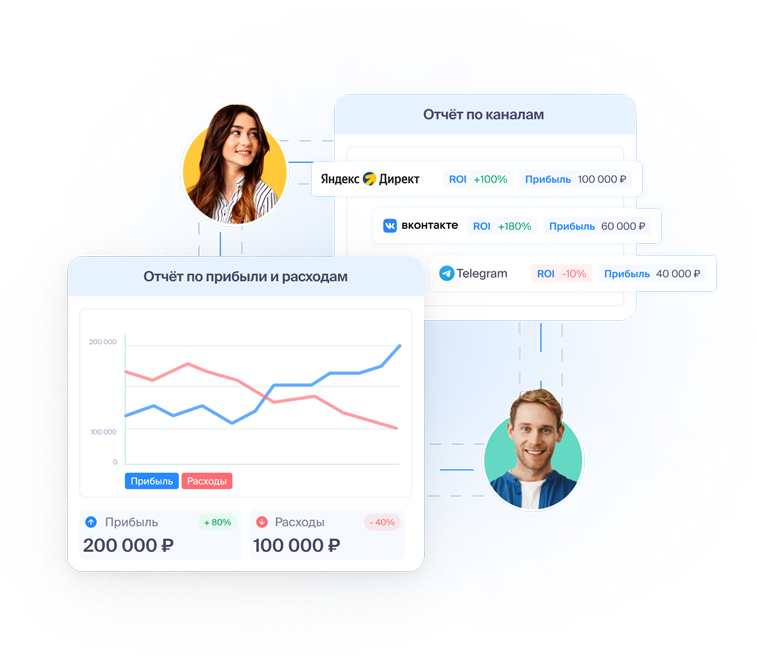 Отчёт по каналам
Яндекс Директ ROI +100% Прибыль 100 000 ₽
вконтакте ROI +180% Прибыль 60 000 ₽
Telegram ROI -10% Прибыль 40 000 ₽
Отчёт по прибыли и расходам
200 000
100 000
0
Прибыль Расходы
Прибыль + 80% Расходы - 40%
200 000 ₽ 100 000 ₽